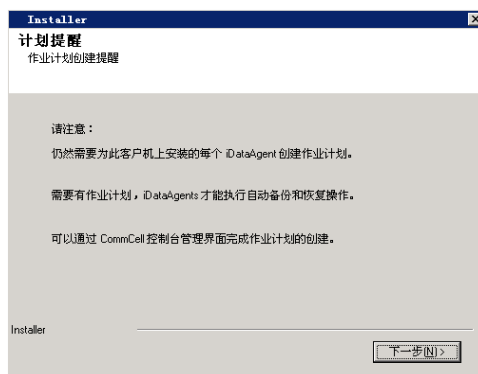 Installer
计划提醒
作业计划创建提醒
请注意：
仍然需要为此客户机上安装的每个 iDataAgent 创建作业计划。
需要有作业计划，iDataAgents 才能执行自动备份和恢复操作。
可以通过 CommCell 控制台管理界面完成作业计划的创建。
Installer
下一步(N)>